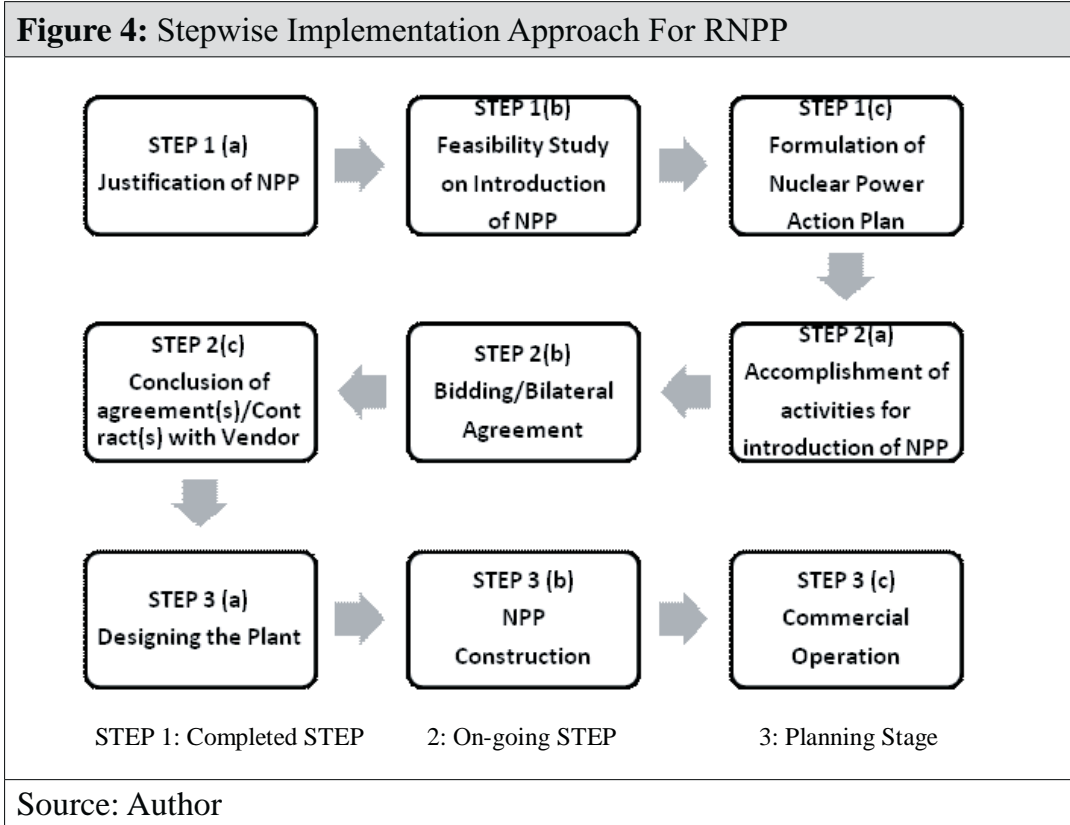 Figure 4: Stepwise Implementation Approach For RNPP
STEP 1 (a)
Justification of NPP
STEP 1(b)
Feasibility Study
on Introduction
of NPP
STEP 1(c)
Formulation of
Nuclear Power
Action Plan
STEP 2(c)
Conclusion of
agreement(s)/Cont
ract(s) with Vendor
STEP 2(b)
Bidding/Bilateral
Agreement
STEP 2(a)
Accomplishment of
activities for
introduction of NPP
STEP 3 (a)
Designing the Plant
STEP 3 (b)
NPP
Construction
STEP 3 (c)
Commercial
Operation
STEP 1: Completed STEP 2: On-going STEP 3: Planning Stage
Source: Author